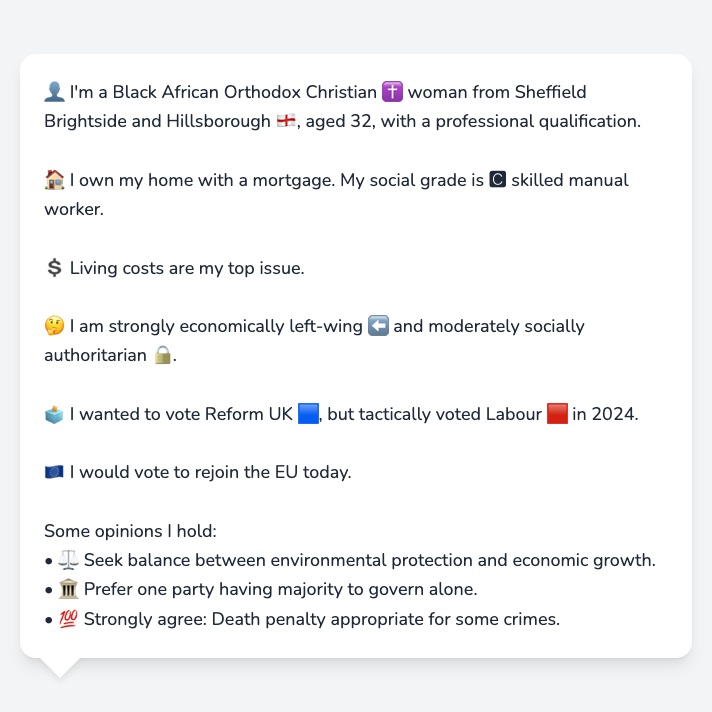 👤 I'm a Black African Orthodox Christian ✝️ woman from Sheffield
Brightside and Hillsborough 🏴󠁧󠁢󠁥󠁮󠁧󠁿, aged 32, with a professional qualification.
🏠 I own my home with a mortgage. My social grade is 🅲 skilled manual
worker.
💲 Living costs are my top issue.
🤔 I am strongly economically left-wing ⬅️ and moderately socially
authoritarian 🔒.
🗳️ I wanted to vote Reform UK 🟦, but tactically voted Labour 🟥 in 2024.
🇪🇺 I would vote to rejoin the EU today.
Some opinions I hold:
• ⚖️ Seek balance between environmental protection and economic growth.
• 🏛️ Prefer one party having majority to govern alone.
• 💯 Strongly agree: Death penalty appropriate for some crimes.